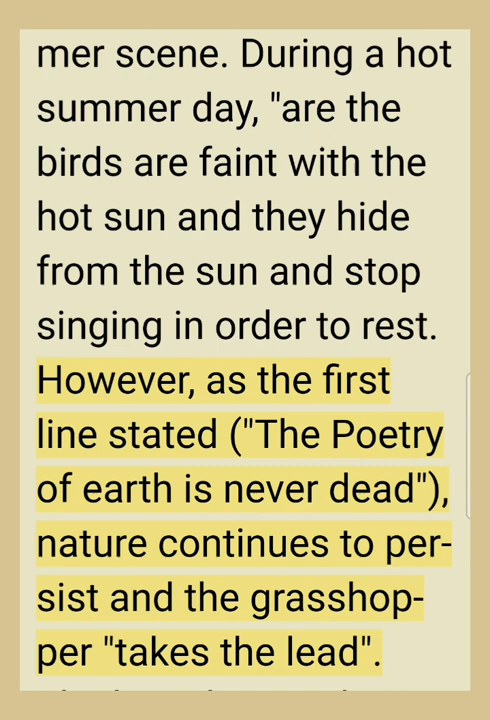 mer scene. During a hot
summer day, "are the
birds are faint with the
hot sun and they hide
from the sun and stop
singing in order to rest.
However, as the first
line stated ("The Poetry
of earth is never dead"),
nature continues to per-
sist and the grasshop-
per "takes the lead".